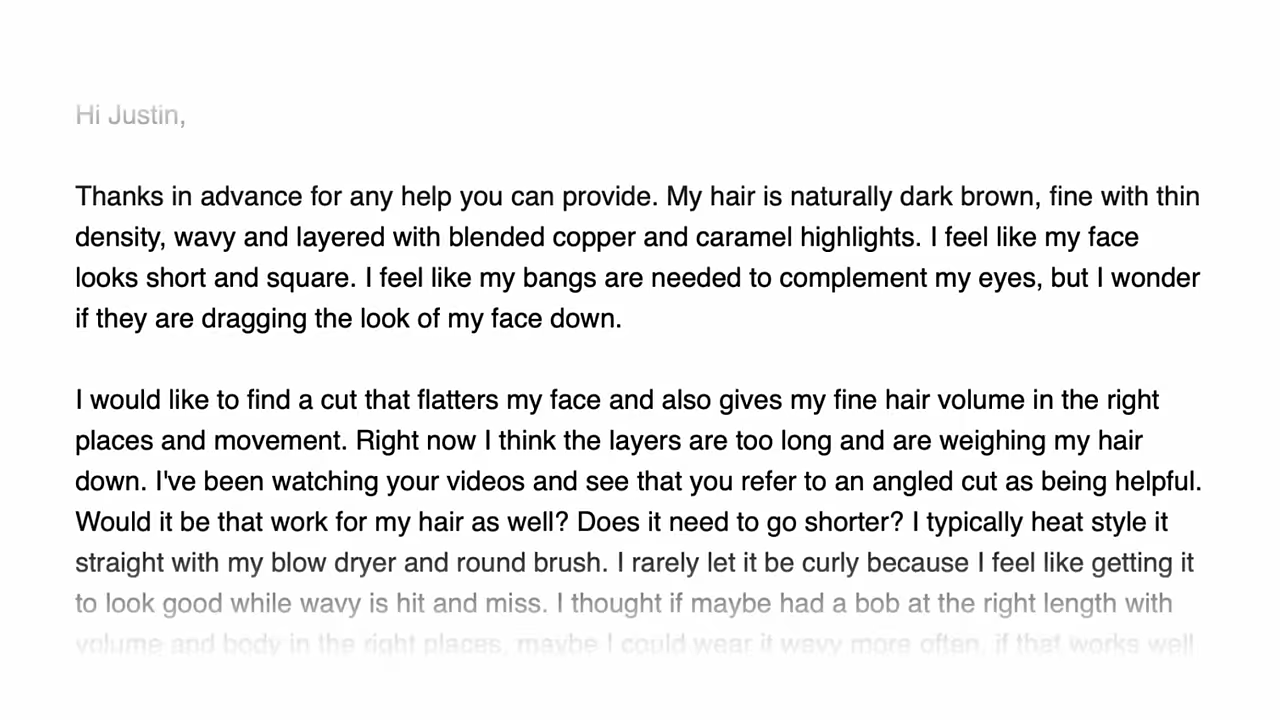 Hi Justin,
Thanks in advance for any help you can provide. My hair is naturally dark brown, fine with thin
density, wavy and layered with blended copper and caramel highlights. I feel like my face
looks short and square. I feel like my bangs are needed to complement my eyes, but I wonder
if they are dragging the look of my face down.
I would like to find a cut that flatters my face and also gives my fine hair volume in the right
places and movement. Right now I think the layers are too long and are weighing my hair
down. I've been watching your videos and see that you refer to an angled cut as being helpful.
Would it be that work for my hair as well? Does it need to go shorter? I typically heat style it
straight with my blow dryer and round brush. I rarely let it be curly because I feel like getting it
to look good while wavy is hit and miss. I thought if maybe had a bob at the right length with
volume and body in the right places, maybe I could wear it wavy more often, if that works well